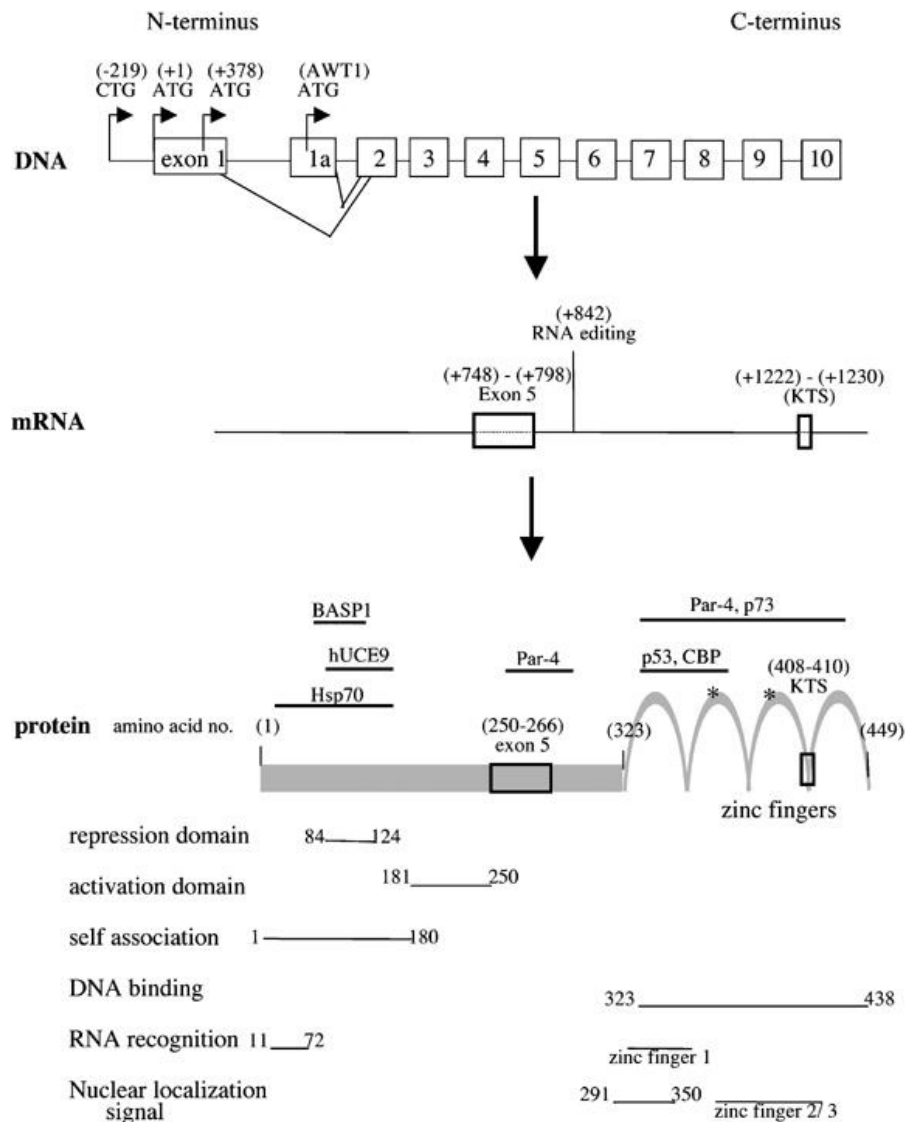 N-terminus C-terminus
(-219) (+1) (+378) (AWT1)
CTG ATG ATG ATG
DNA exon 1 1a 2 3 4 5 6 7 8 9 10
(+842)
RNA editing
(+748) - (+798) (+1222) - (+1230)
Exon 5 (KTS)
mRNA
BASP1 Par-4, p73
hUCE9 Par-4 p53, CBP (408-410)
Hsp70 * * KTS
protein amino acid no. (1) (250-266) (323) (449)
exon 5
zinc fingers
repression domain 84 124
activation domain 181 250
self association 1 180
DNA binding 323 438
RNA recognition 11 72 zinc finger 1
Nuclear localization 291 350 zinc finger 2/ 3
signal